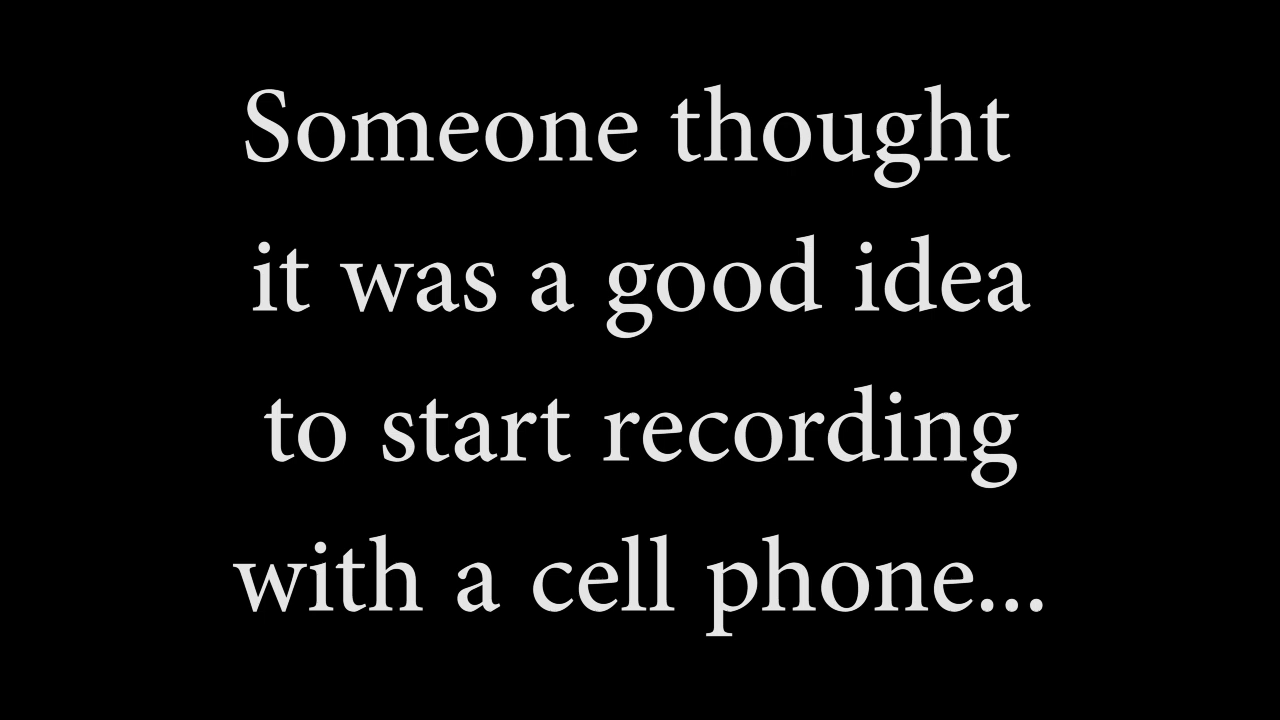 Someone thought
it was a good idea
to start recording
with a cell phone...